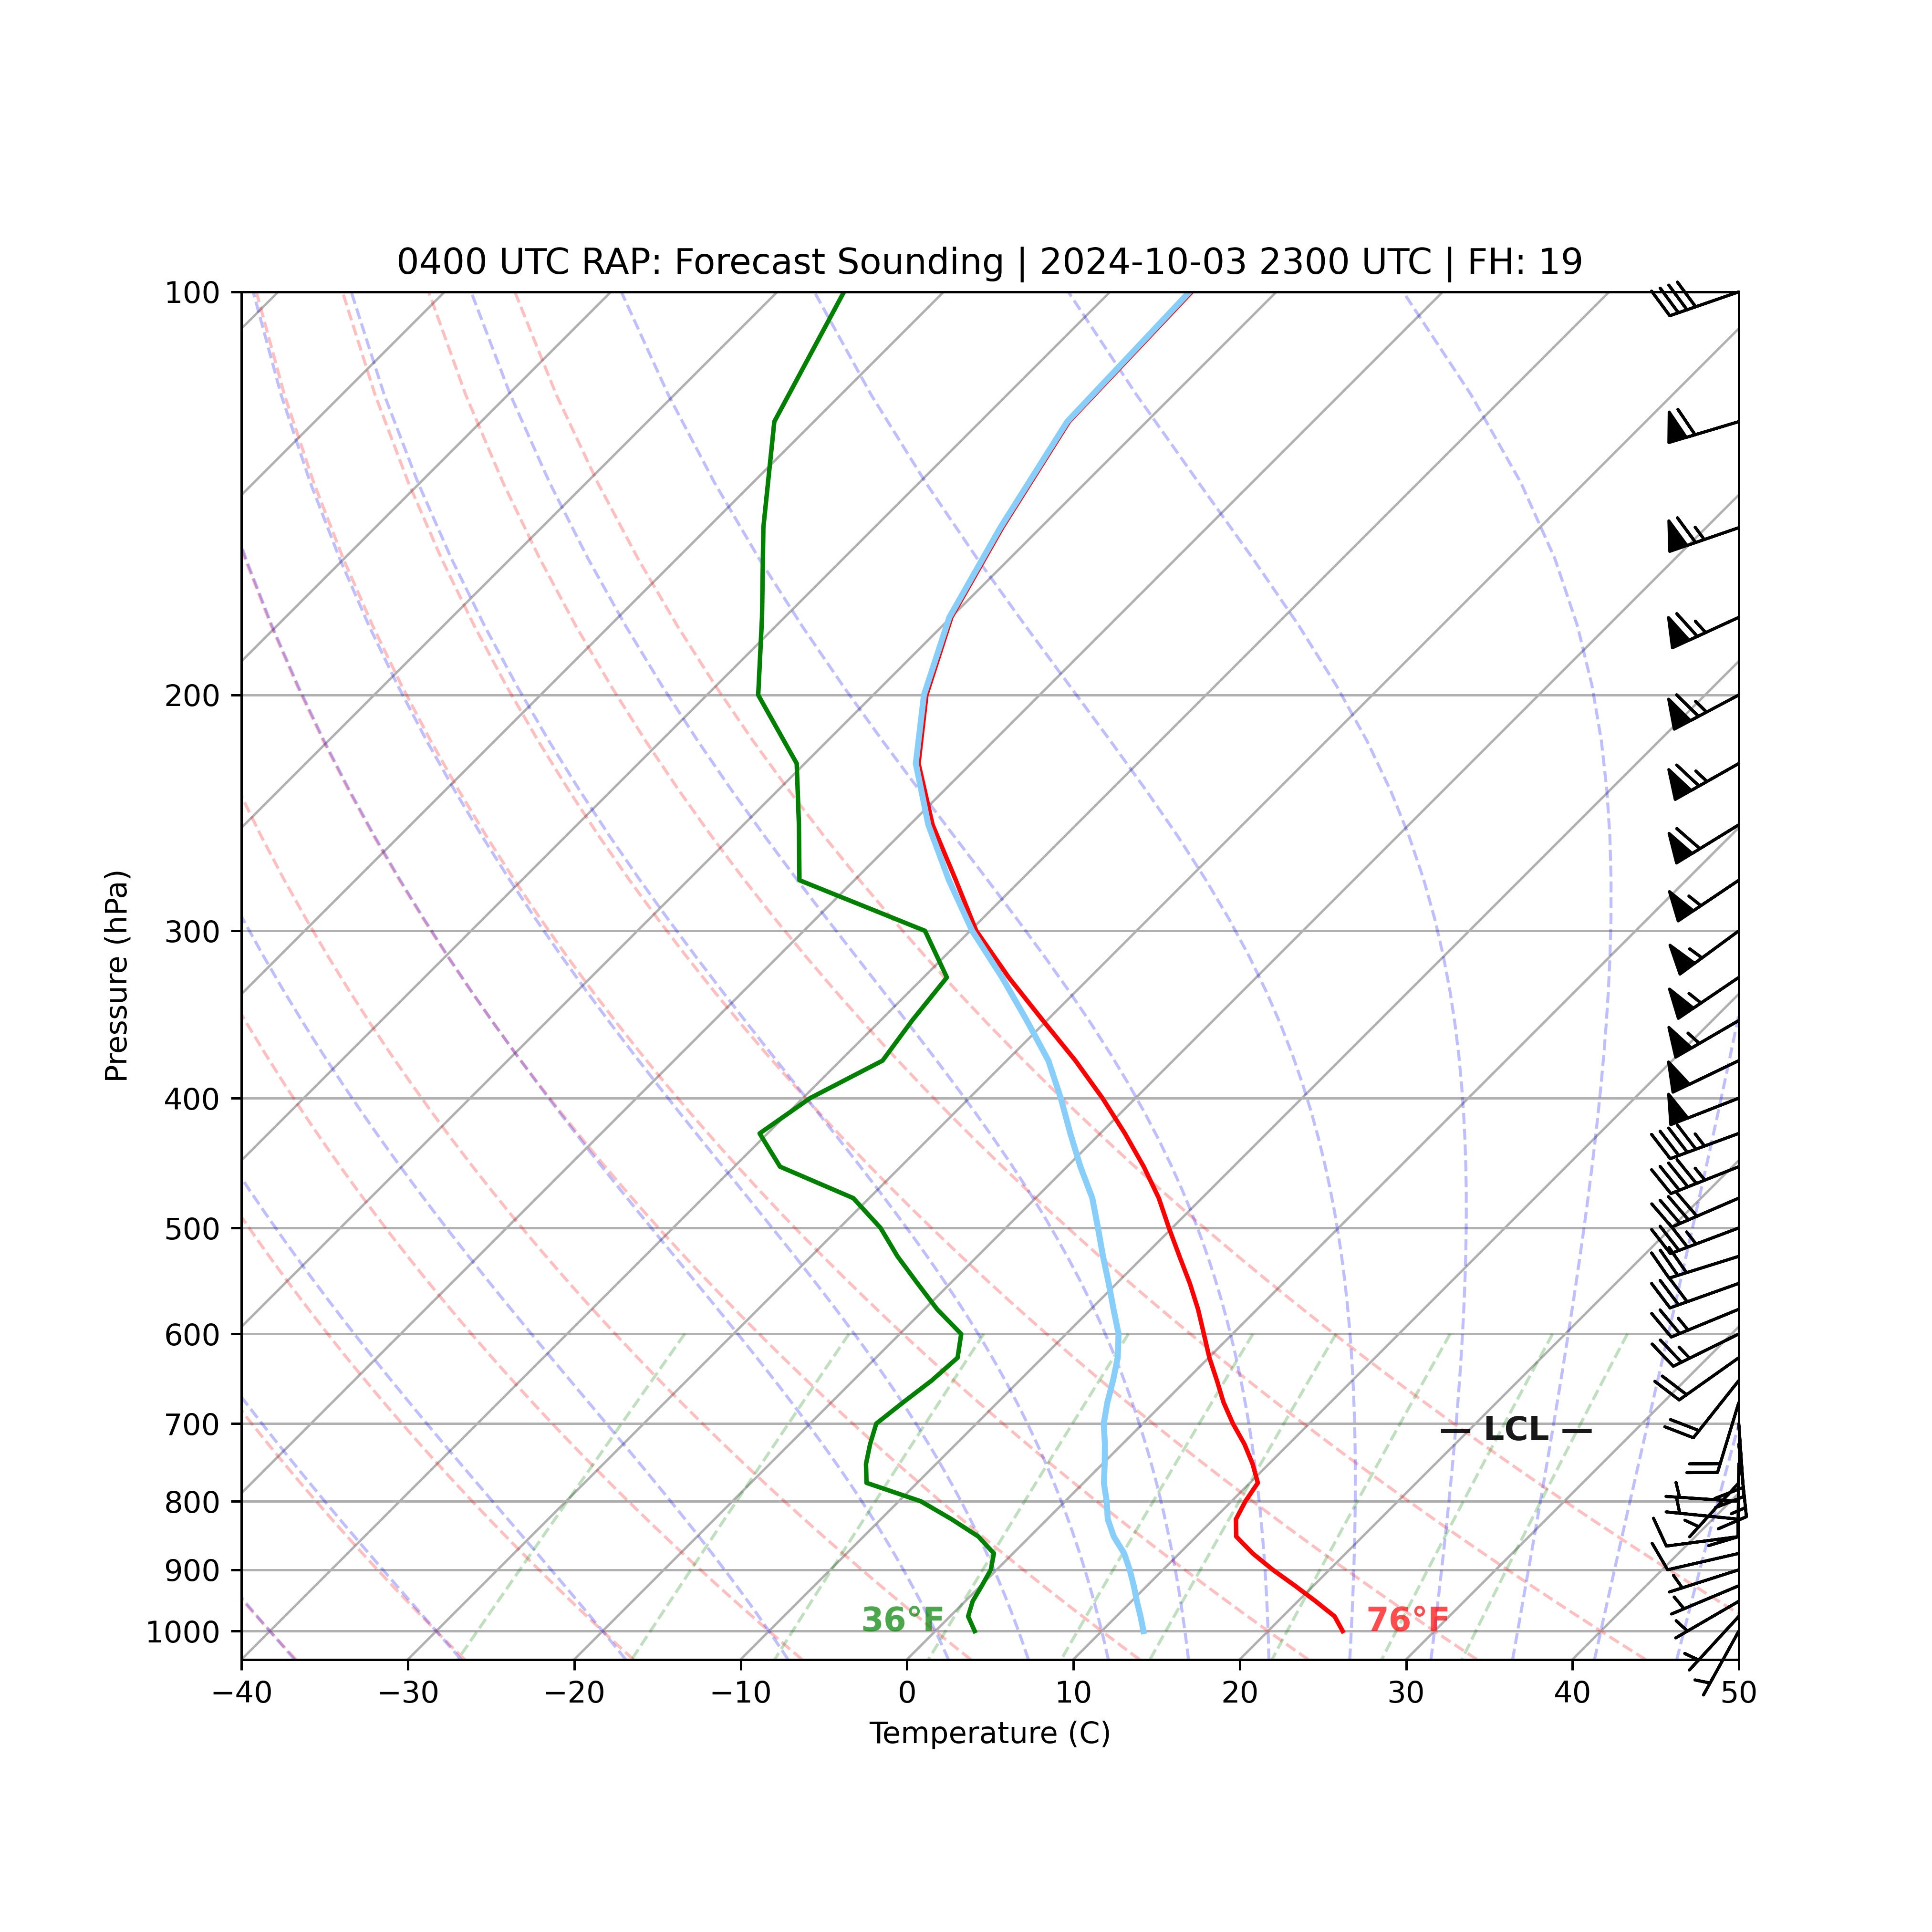 0400 UTC RAP: Forecast Sounding | 2024-10-03 2300 UTC | FH: 19
100
200
300
400
500
600
700
800
900
1000
Pressure (hPa)
— LCL —
36°F
76°F
−40 −30 −20 −10 0 10 20 30 40 50
Temperature (C)